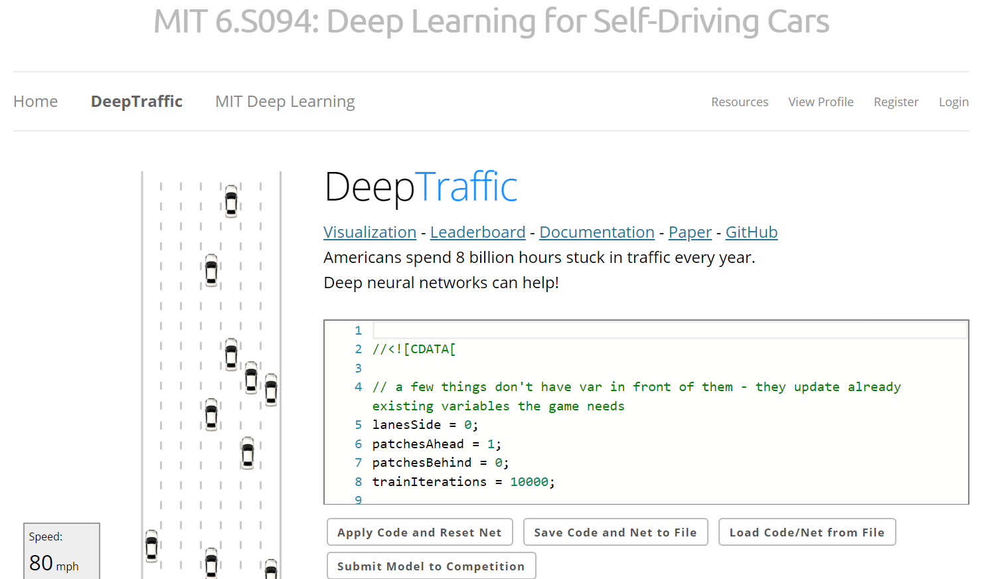 MIT 6.S094: Deep Learning for Self-Driving Cars
Home DeepTraffic MIT Deep Learning Resources View Profile Register Login
DeepTraffic
Visualization - Leaderboard - Documentation - Paper - GitHub
Americans spend 8 billion hours stuck in traffic every year.
Deep neural networks can help!
1
2 //<![CDATA[
3
4 // a few things don't have var in front of them - they update already
existing variables the game needs
5 lanesSide = 0;
6 patchesAhead = 1;
7 patchesBehind = 0;
8 trainIterations = 10000;
9
Apply Code and Reset Net Save Code and Net to File Load Code/Net from File
Submit Model to Competition
Speed:
80 mph